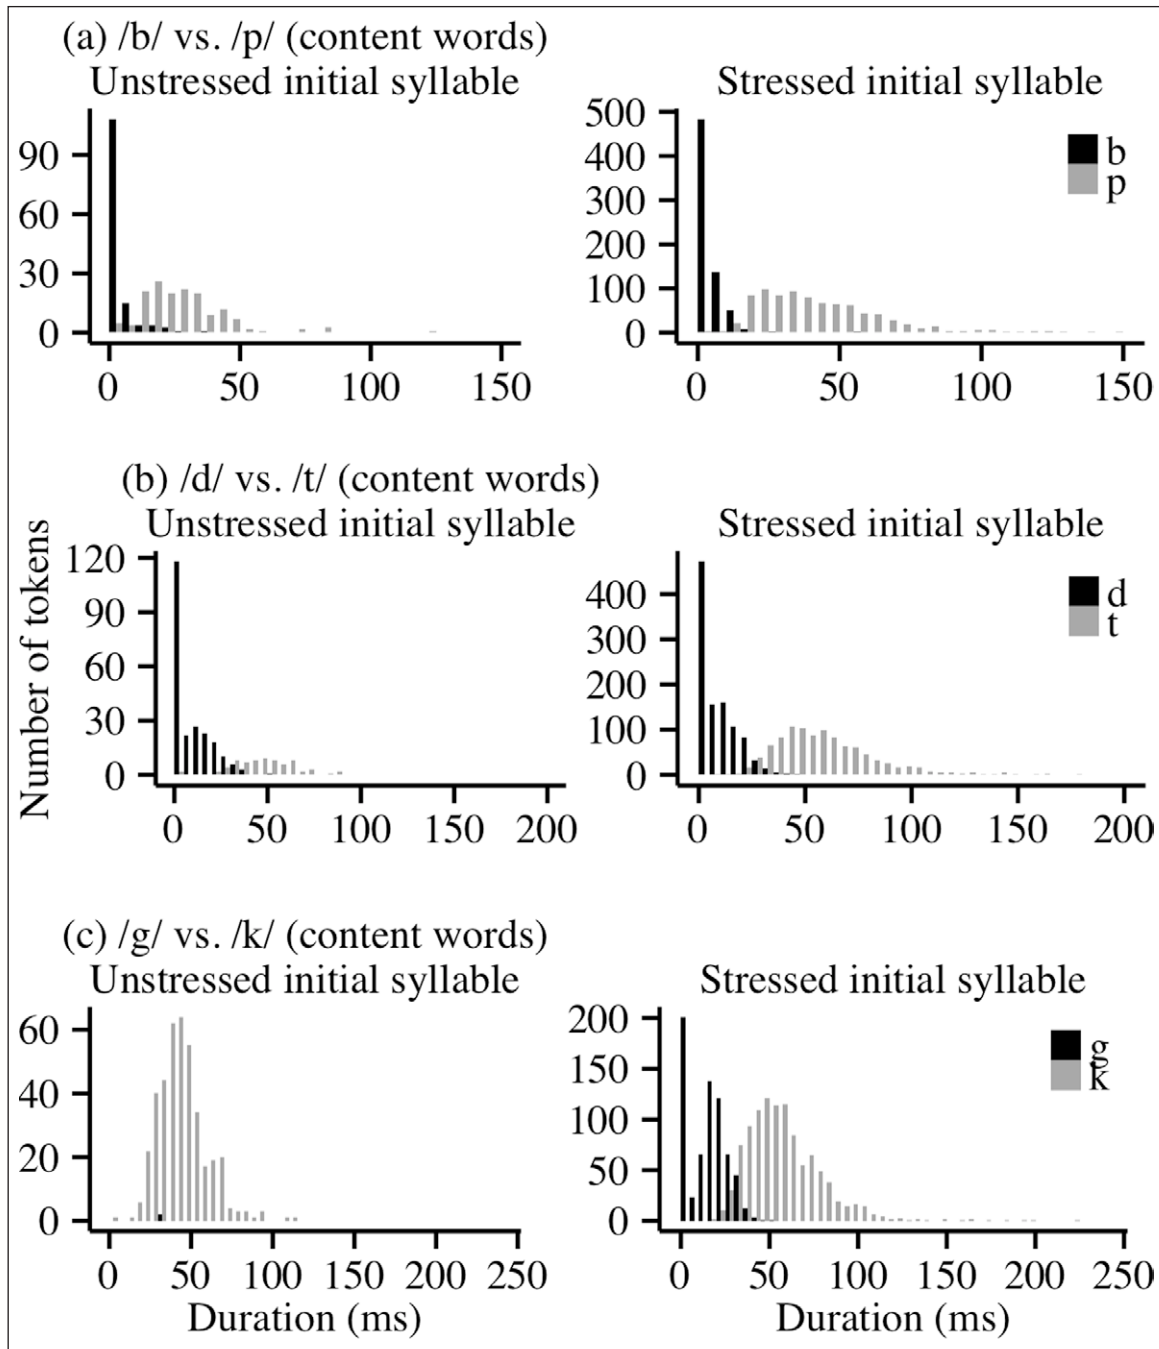 (a) /b/ vs. /p/ (content words)
Unstressed initial syllable
Stressed initial syllable
90
60
30
0
0 50 100 150
500
400
300
200
100
0
0 50 100 150
b
p
(b) /d/ vs. /t/ (content words)
Unstressed initial syllable
Stressed initial syllable
Number of tokens
120
90
60
30
0
0 50 100 150 200
400
300
200
100
0
0 50 100 150 200
d
t
(c) /g/ vs. /k/ (content words)
Unstressed initial syllable
Stressed initial syllable
60
40
20
0
0 50 100 150 200 250
Duration (ms)
200
150
100
50
0
0 50 100 150 200 250
Duration (ms)
g
k